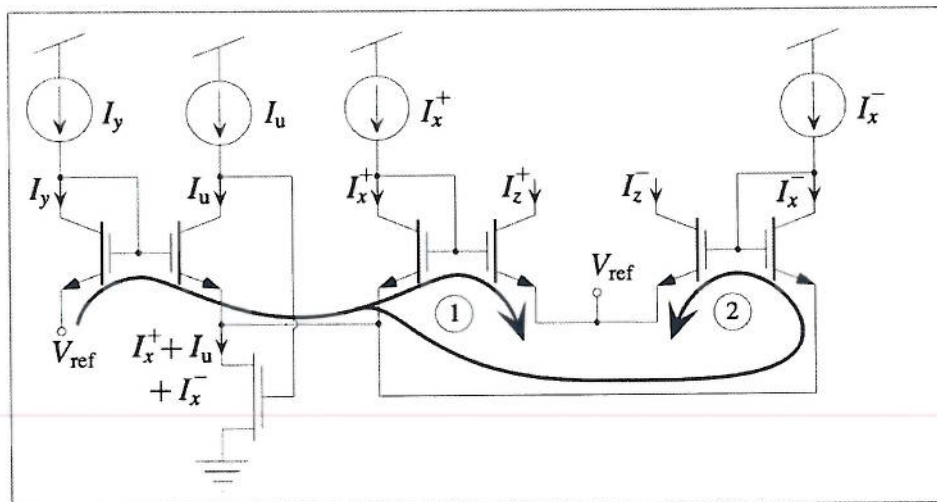 I_y
I_u
I_x^+
I_x^-
I_y
I_u
I_x^+
I_z^+
I_z^-
I_x^-
V_ref
1
2
V_ref
I_x^+ + I_u
+ I_x^-